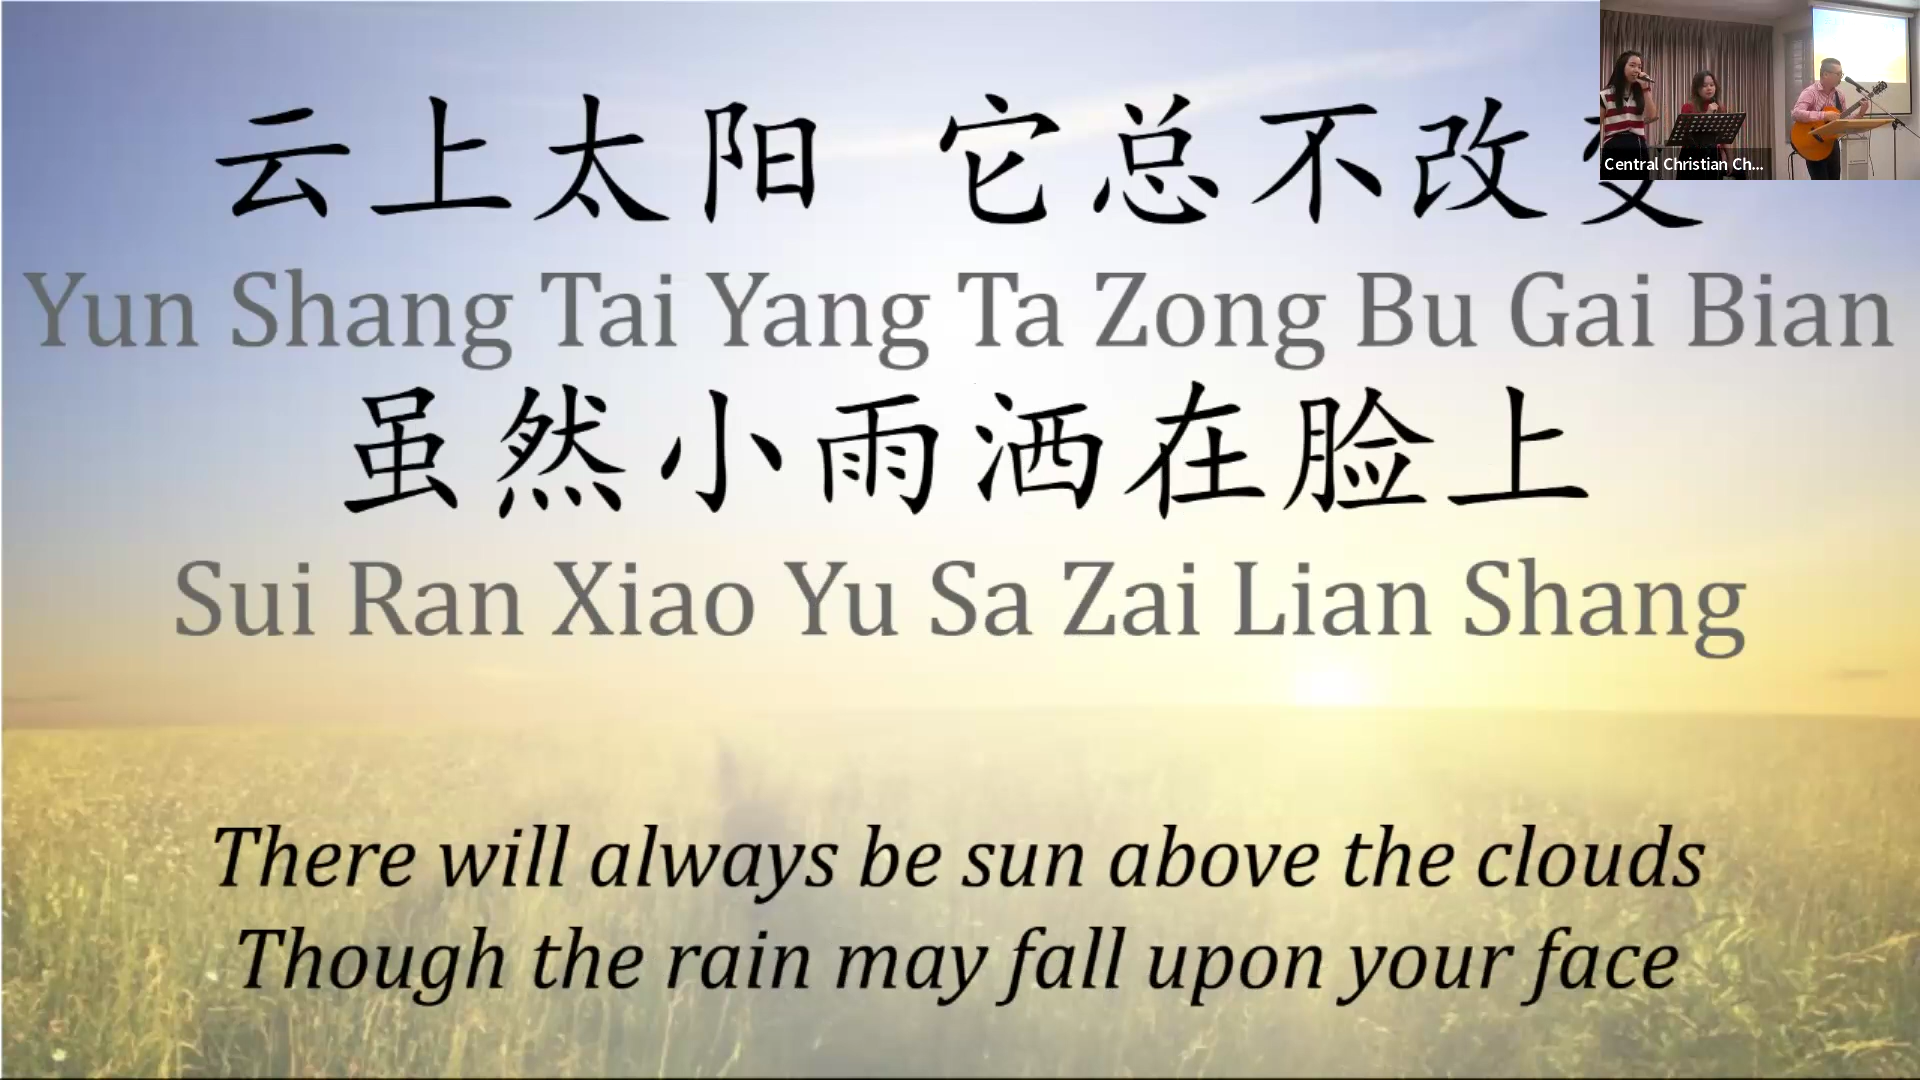 云上太阳 它总不改变
Central Christian Ch...
Yun Shang Tai Yang Ta Zong Bu Gai Bian
虽然小雨洒在脸上
Sui Ran Xiao Yu Sa Zai Lian Shang
There will always be sun above the clouds
Though the rain may fall upon your face